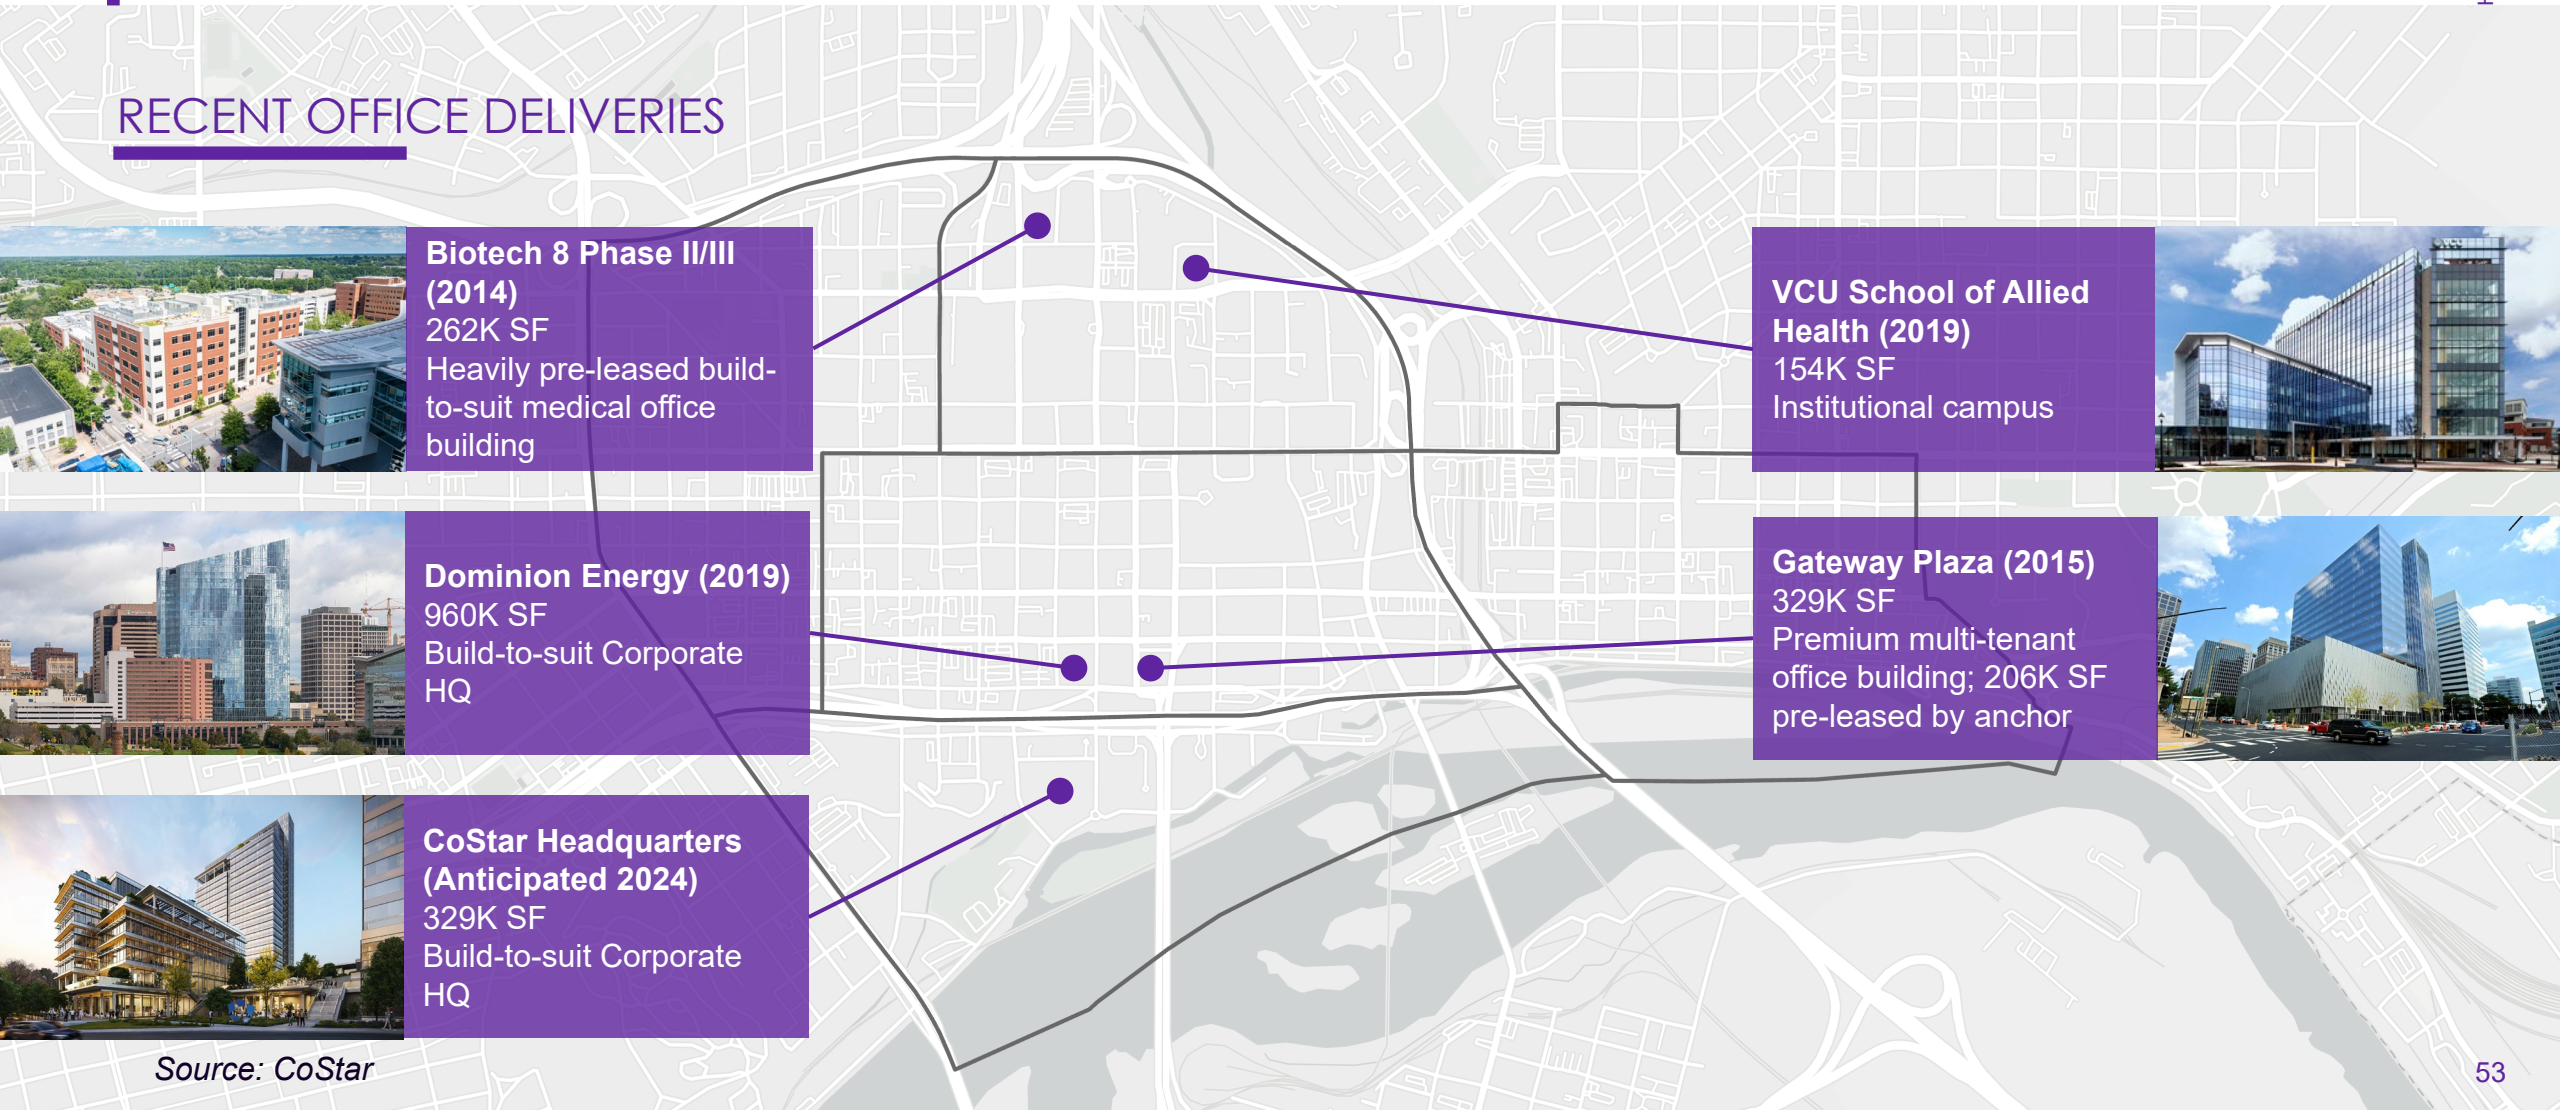 RECENT OFFICE DELIVERIES
Biotech 8 Phase II/III
(2014)
262K SF
Heavily pre-leased build-
to-suit medical office
building
Dominion Energy (2019)
960K SF
Build-to-suit Corporate
HQ
CoStar Headquarters
(Anticipated 2024)
329K SF
Build-to-suit Corporate
HQ
VCU School of Allied
Health (2019)
154K SF
Institutional campus
Gateway Plaza (2015)
329K SF
Premium multi-tenant
office building; 206K SF
pre-leased by anchor
Source: CoStar
53